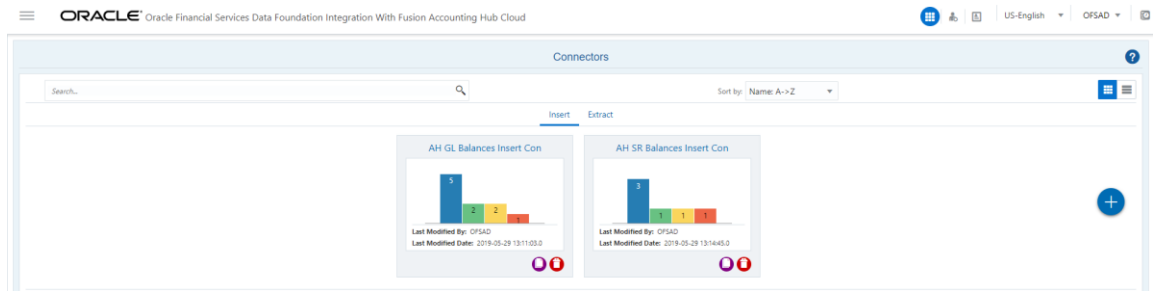 ORACLE® Oracle Financial Services Data Foundation Integration With Fusion Accounting Hub Cloud
US-English
OFSAD
Connectors
?
Search...
Sort by: Name: A->Z
Insert
Extract
AH GL Balances Insert Con
5
2
2
1
Last Modified By: OFSAD
Last Modified Date: 2019-05-29 13:11:03.0
AH SR Balances Insert Con
3
1
1
1
Last Modified By: OFSAD
Last Modified Date: 2019-05-29 13:14:45.0
+